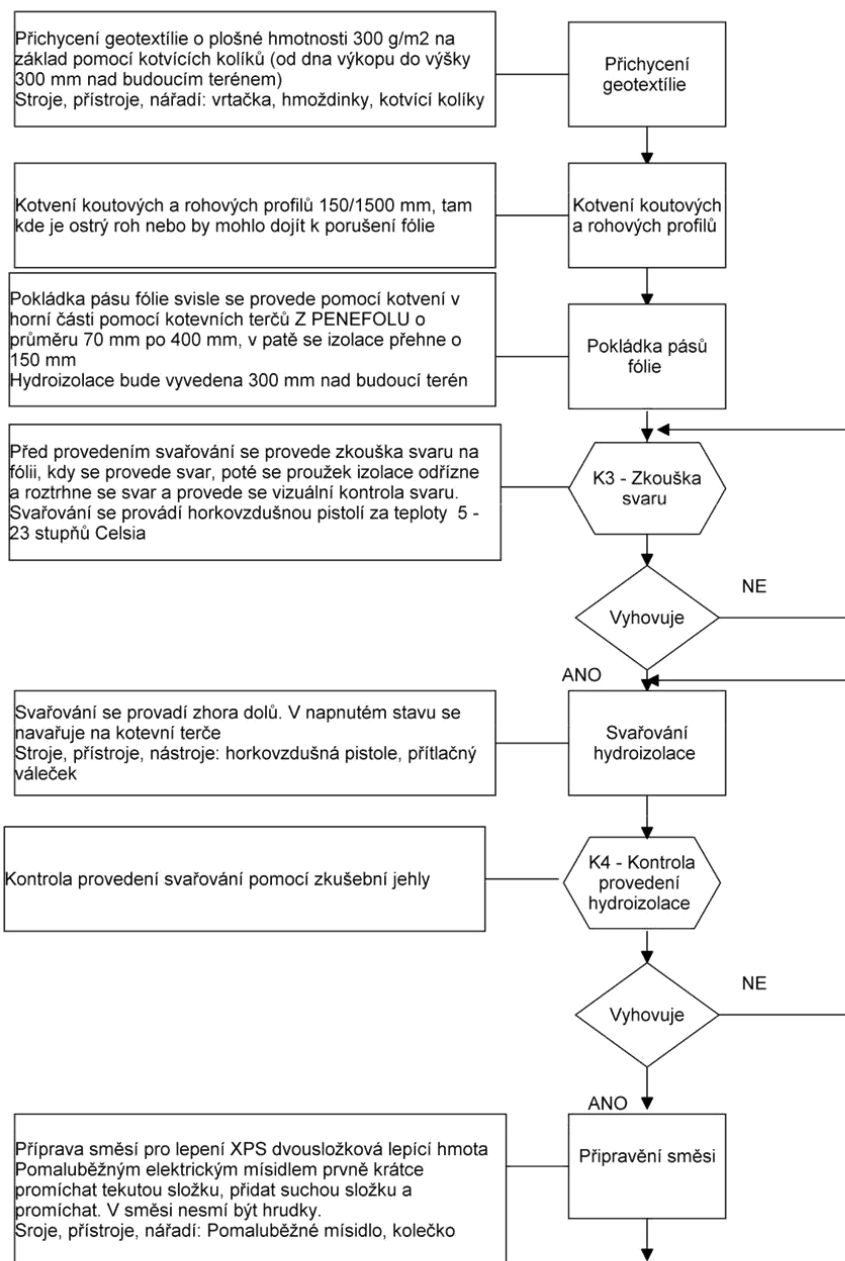 Přichycení geotextílie o plošné hmotnosti 300 g/m2 na
základ pomocí kotvících kolíků (od dna výkopu do výšky
300 mm nad budoucím terénem)
Stroje, přístroje, nářadí: vrtačka, hmoždinky, kotvící kolíky
Přichycení
geotextílie
Kotvení koutových a rohových profilů 150/1500 mm, tam
kde je ostrý roh nebo by mohlo dojít k porušení fólie
Kotvení koutových
a rohových profilů
Pokládka pásu fólie svisle se provede pomocí kotvení v
horní části pomocí kotevních terčů Z PENEFOLU o
průměru 70 mm po 400 mm, v patě se izolace přehne o
150 mm
Hydroizolace bude vyvedena 300 mm nad budoucí terén
Pokládka pásů
fólie
Před provedením svařování se provede zkouška svaru na
fólii, kdy se provede svar, poté se proužek izolace odřízne
a roztrhne se svar a provede se vizuální kontrola svaru.
Svařování se provádí horkovzdušnou pistolí za teploty  5 -
23 stupňů Celsia
K3 - Zkouška
svaru
Vyhovuje
NE
ANO
Svařování se provadí zhora dolů. V napnutém stavu se
navařuje na kotevní terče
Stroje, přístroje, nástroje: horkovzdušná pistole, přítlačný
váleček
Svařování
hydroizolace
Kontrola provedení svařování pomocí zkušební jehly
K4 - Kontrola
provedení
hydroizolace
Vyhovuje
NE
ANO
Příprava směsí pro lepení XPS dvousložková lepící hmota
Pomaluběžným elektrickým mísidlem prvně krátce
promíchat tekutou složku, přidat suchou složku a
promíchat. V směsi nesmí být hrudky.
Sroje, přístroje, nářadí: Pomaluběžné mísidlo, kolečko
Připravění směsi